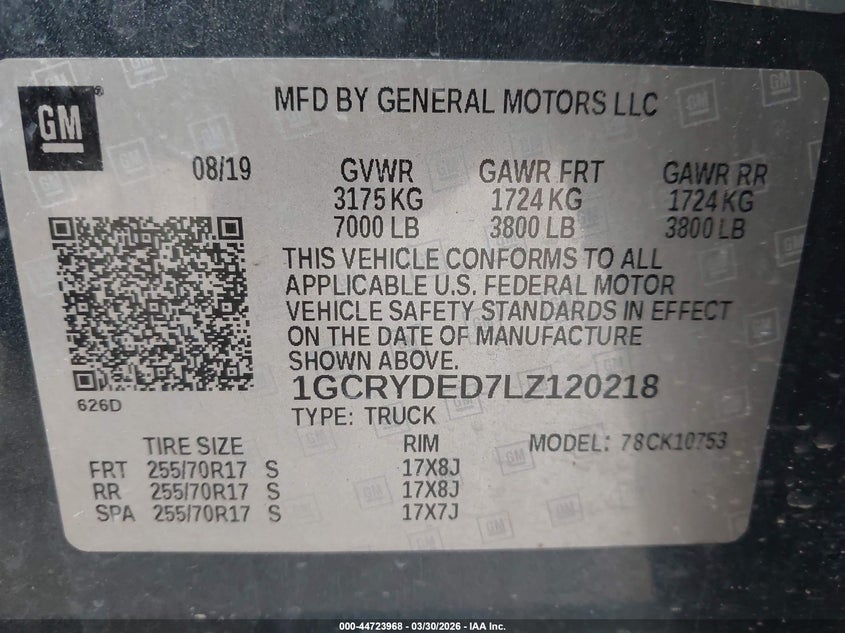 GM
MFD BY GENERAL MOTORS LLC
08/19 GVWR GAWR FRT GAWR RR
3175 KG 1724 KG 1724 KG
7000 LB 3800 LB 3800 LB
THIS VEHICLE CONFORMS TO ALL
APPLICABLE U.S. FEDERAL MOTOR
VEHICLE SAFETY STANDARDS IN EFFECT
ON THE DATE OF MANUFACTURE
SHOWN ABOVE.
1GCRYDED7LZ120218
626D
TYPE: TRUCK
TIRE SIZE RIM MODEL: 78CK10753
FRT 255/70R17 S 17X8J
RR 255/70R17 S 17X8J
SPA 255/70R17 S 17X7J
000-44723968 - 03/30/2026 - IAA Inc.